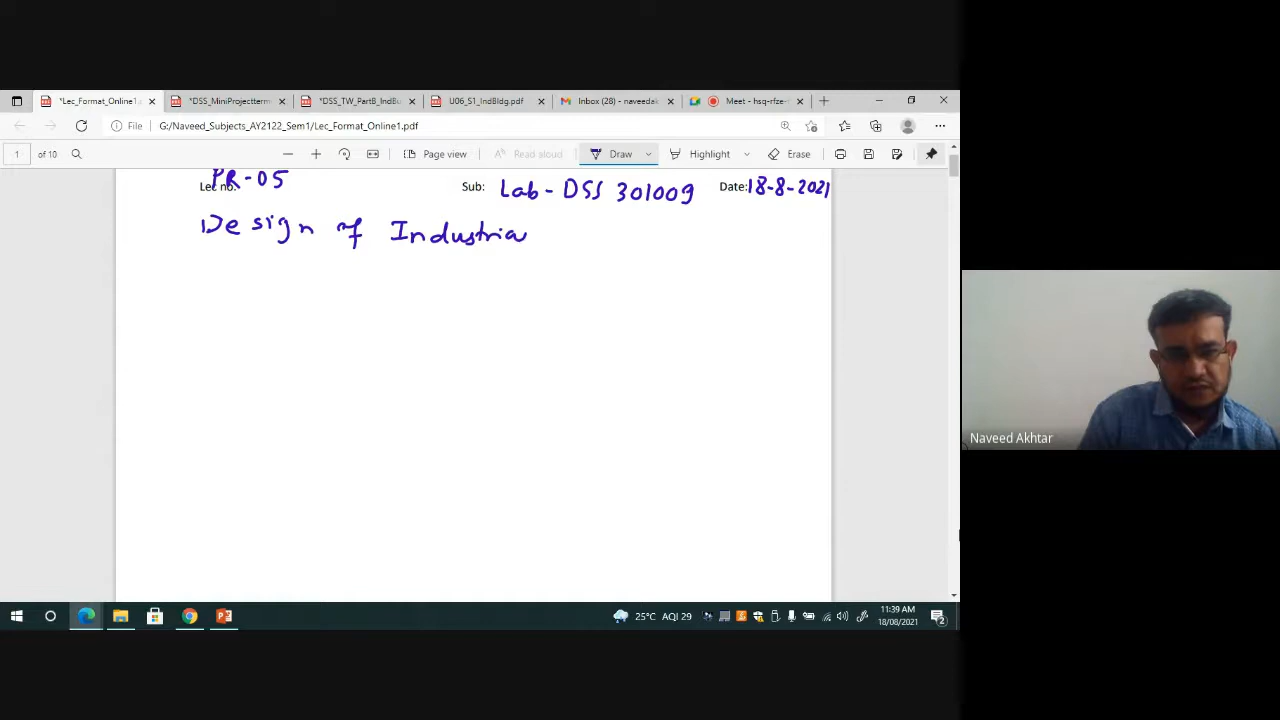 *Lec_Format_Online1. *DSS_MiniProjectterm *DSS_TW_PartB_IndBu U06_S1_IndBldg.pdf Inbox (28) - naveedak Meet - hsq-rfze-
File G:/Naveed_Subjects_AY2122_Sem1/Lec_Format_Online1.pdf
1 of 10 Page view Read aloud Draw Highlight Erase
Lec no: PR-05 Sub: Lab - DSS 301009 Date: 18-8-2021
Design of Industria
Naveed Akhtar
25°C AQI 29 11:39 AM
18/08/2021 2